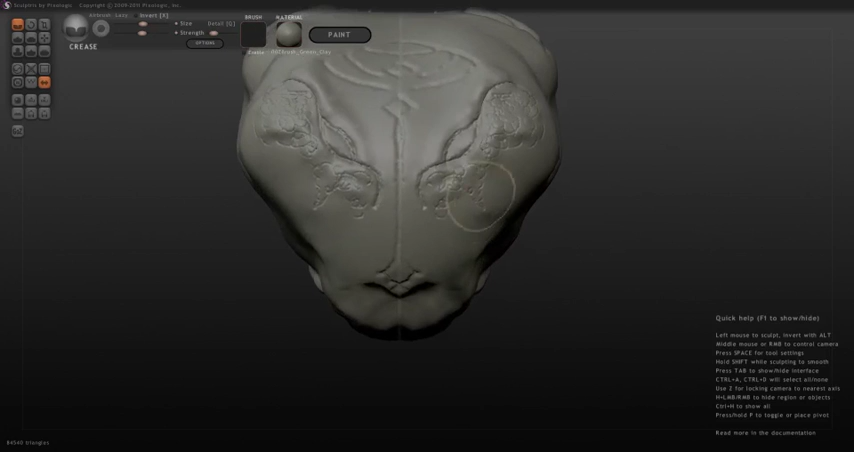 Sculptris by Pixologic Copyright © 2009-2011 Pixologic, Inc.
Airbrush Lazy Invert [X]
Size Detail [Q]
Strength
OPTIONS
CREASE
BRUSH
MATERIAL
PAINT
Quick help (F1 to show/hide)
Left mouse to sculpt, invert with ALT
Middle mouse or RMB to control camera
Press SPACE for tool settings
Hold SHIFT while sculpting to smooth
Press TAB to show/hide interface
CTRL+A, CTRL+D will select all/none
Use Z for locking camera to nearest axis
H+LMB/RMB to hide region or objects
Ctrl+H to show all
Press/hold P to toggle or place pivot
Read more in the documentation
84540 triangles